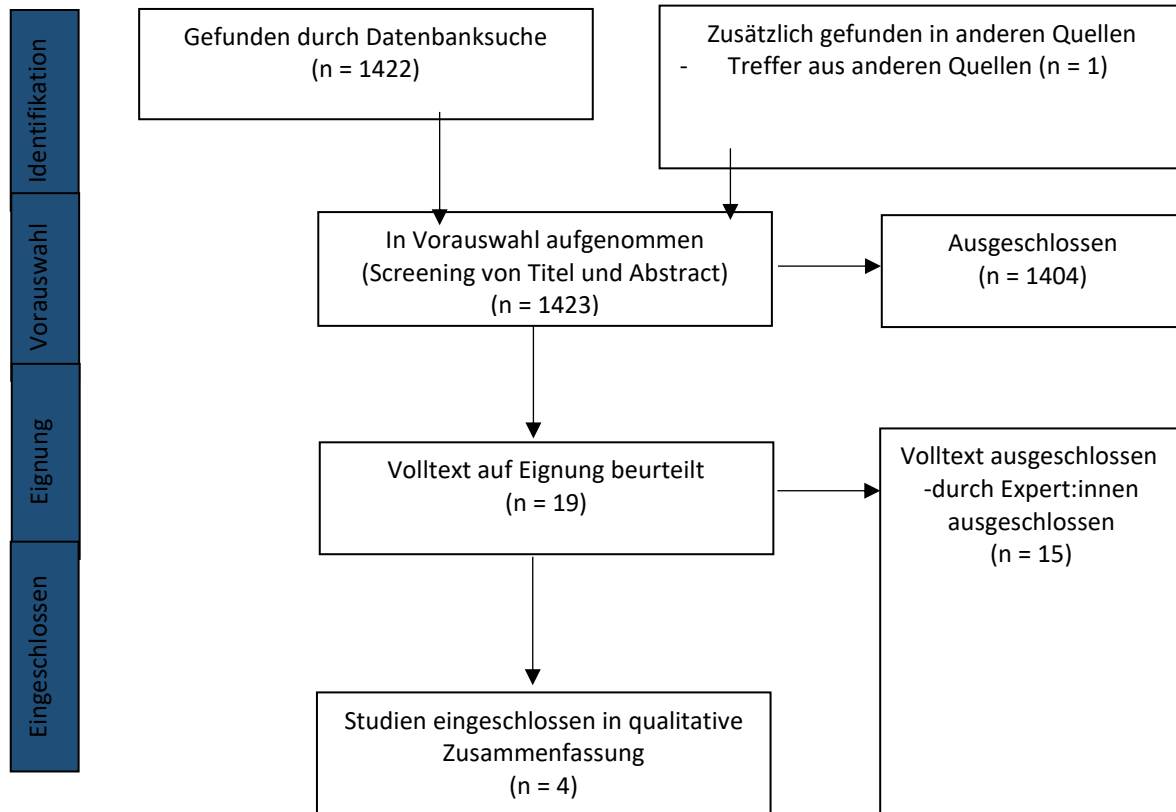 Identifikation
Gefunden durch Datenbanksuche
(n = 1422)
Zusätzlich gefunden in anderen Quellen
- Treffer aus anderen Quellen (n = 1)
Vorauswahl
In Vorauswahl aufgenommen
(Screening von Titel und Abstract)
(n = 1423)
Ausgeschlossen
(n = 1404)
Eignung
Volltext auf Eignung beurteilt
(n = 19)
Volltext ausgeschlossen
-durch Expert:innen
ausgeschlossen
(n = 15)
Eingeschlossen
Studien eingeschlossen in qualitative
Zusammenfassung
(n = 4)